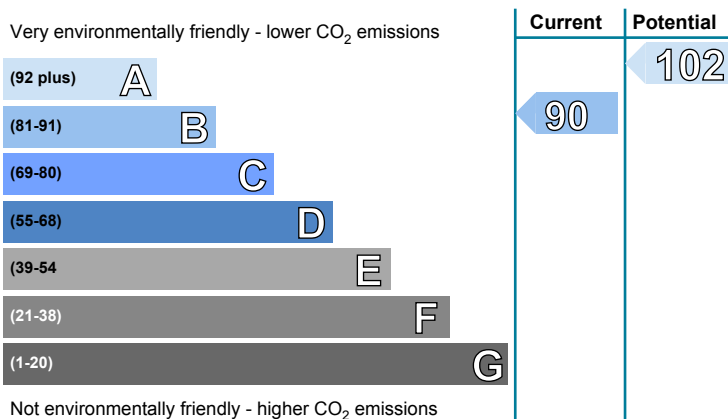 Current Potential
Very environmentally friendly - lower CO2 emissions
102
(92 plus) A
(81-91) B
90
(69-80) C
(55-68) D
(39-54 E
(21-38) F
(1-20) G
Not environmentally friendly - higher CO2 emissions